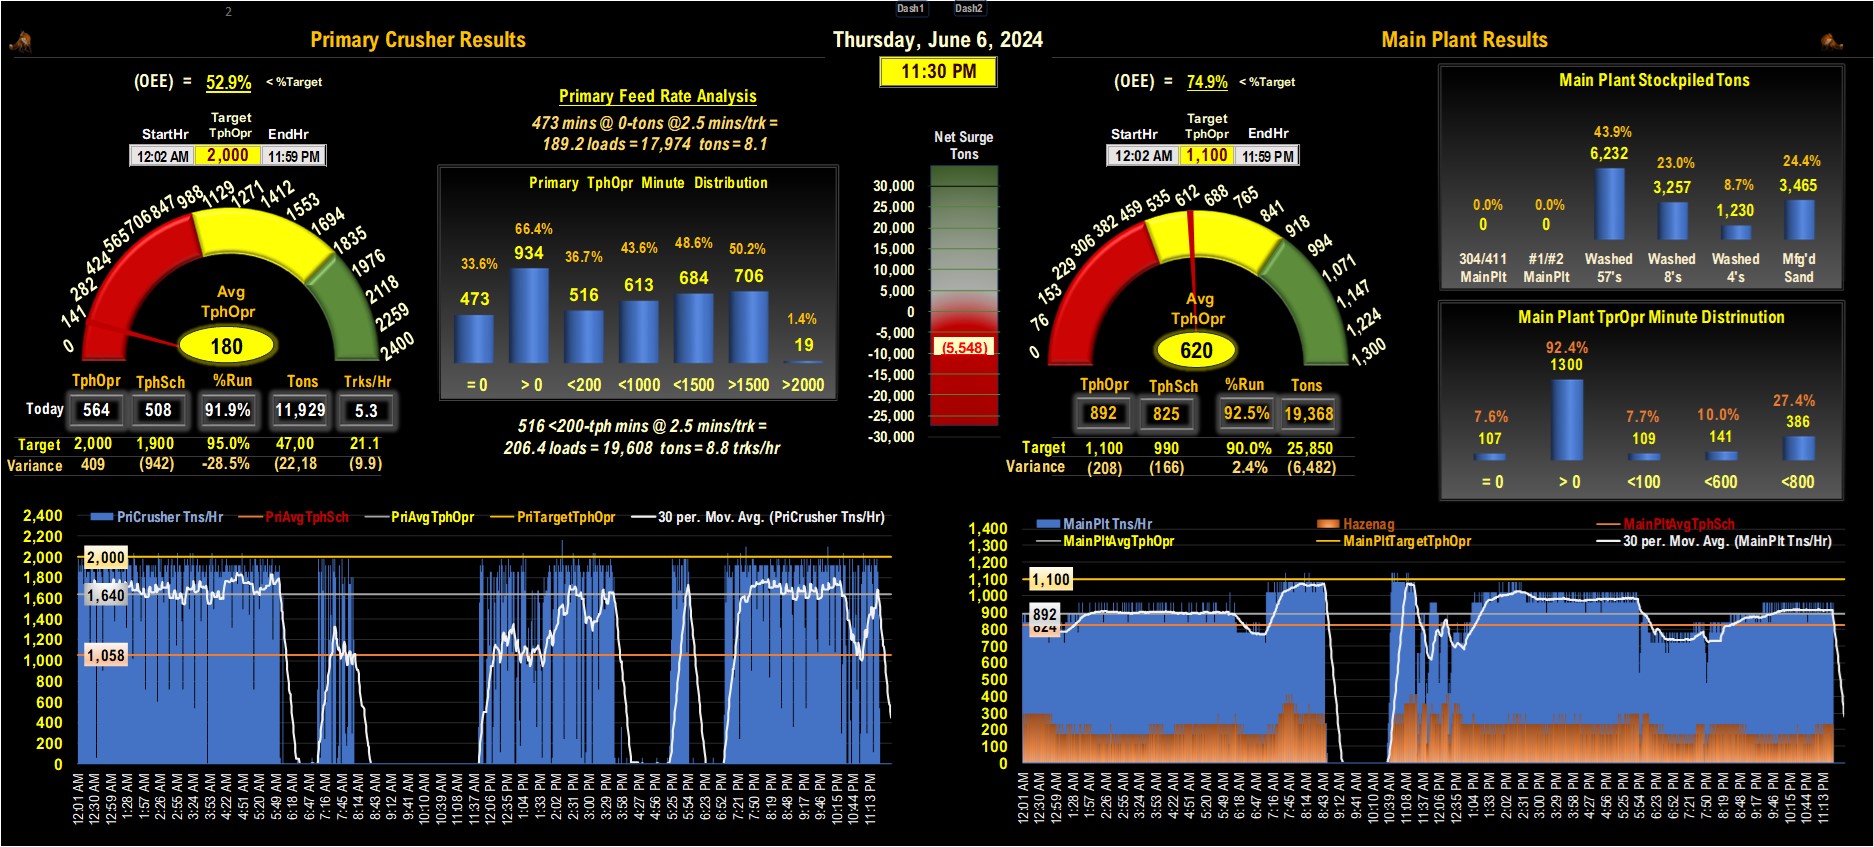 2
Dash1 Dash2
Primary Crusher Results
Thursday, June 6, 2024
Main Plant Results
11:30 PM
(OEE) = 52.9% < %Target
Target
StartHr TphOpr EndHr
12:02 AM 2,000 11:59 PM
0 141 282 424 565 706 847 988 1129 1271 1412 1553 1694 1835 1976 2118 2259 2400
Avg
TphOpr
180
TphOpr TphSch %Run Tons Trks/Hr
Today 564 508 91.9% 11,929 5.3
Target 2,000 1,900 95.0% 47,00 21.1
Variance 409 (942) -28.5% (22,18 (9.9)
Primary Feed Rate Analysis
473 mins @ 0-tons @2.5 mins/trk =
189.2 loads = 17,974 tons = 8.1
Primary TphOpr Minute Distribution
33.6% 66.4% 36.7% 43.6% 48.6% 50.2% 1.4%
473 934 516 613 684 706 19
= 0 > 0 <200 <1000 <1500 >1500 >2000
516 <200-tph mins @ 2.5 mins/trk =
206.4 loads = 19,608 tons = 8.8 trks/hr
Net Surge
Tons
30,000
25,000
20,000
15,000
10,000
5,000
0
-5,000
(5,548)
-10,000
-15,000
-20,000
-25,000
-30,000
(OEE) = 74.9% < %Target
Target
StartHr TphOpr EndHr
12:02 AM 1,100 11:59 PM
0 76 153 229 306 382 459 535 612 688 765 841 918 994 1,071 1,147 1,224 1,300
Avg
TphOpr
620
TphOpr TphSch %Run Tons
892 825 92.5% 19,368
Target 1,100 990 90.0% 25,850
Variance (208) (166) 2.4% (6,482)
Main Plant Stockpiled Tons
0.0% 0.0% 43.9% 23.0% 8.7% 24.4%
0 0 6,232 3,257 1,230 3,465
304/411 #1/#2 Washed Washed Washed Mfg'd
MainPlt MainPlt 57's 8's 4's Sand
Main Plant TprOpr Minute Distrinution
7.6% 92.4% 7.7% 10.0% 27.4%
107 1300 109 141 386
= 0 > 0 <100 <600 <800
PriCrusher Tns/Hr PriAvgTphSch PriAvgTphOpr PriTargetTphOpr 30 per. Mov. Avg. (PriCrusher Tns/Hr)
2,400
2,200
2,000
1,800
1,600
1,400
1,200
1,000
800
600
400
200
0
2,000
1,640
1,058
12:01 AM 12:30 AM 12:59 AM 1:28 AM 1:57 AM 2:26 AM 2:55 AM 3:24 AM 3:53 AM 4:22 AM 4:51 AM 5:20 AM 5:49 AM 6:18 AM 6:47 AM 7:16 AM 7:45 AM 8:14 AM 8:43 AM 9:12 AM 9:41 AM 10:10 AM 10:39 AM 11:08 AM 11:37 AM 12:06 PM 12:35 PM 1:04 PM 1:33 PM 2:02 PM 2:31 PM 3:00 PM 3:29 PM 3:58 PM 4:27 PM 4:56 PM 5:25 PM 5:54 PM 6:23 PM 6:52 PM 7:21 PM 7:50 PM 8:19 PM 8:48 PM 9:17 PM 9:46 PM 10:15 PM 10:44 PM 11:13 PM
MainPlt Tns/Hr Hazenag MainPltAvgTphSch
MainPltAvgTphOpr MainPltTargetTphOpr 30 per. Mov. Avg. (MainPlt Tns/Hr)
1,400
1,300
1,200
1,100
1,000
900
800
700
600
500
400
300
200
100
0
1,100
892
824
12:01 AM 12:30 AM 12:59 AM 1:28 AM 1:57 AM 2:26 AM 2:55 AM 3:24 AM 3:53 AM 4:22 AM 4:51 AM 5:20 AM 5:49 AM 6:18 AM 6:47 AM 7:16 AM 7:45 AM 8:14 AM 8:43 AM 9:12 AM 9:41 AM 10:10 AM 10:39 AM 11:08 AM 11:37 AM 12:06 PM 12:35 PM 1:04 PM 1:33 PM 2:02 PM 2:31 PM 3:00 PM 3:29 PM 3:58 PM 4:27 PM 4:56 PM 5:25 PM 5:54 PM 6:23 PM 6:52 PM 7:21 PM 7:50 PM 8:19 PM 8:48 PM 9:17 PM 9:46 PM 10:15 PM 10:44 PM 11:13 PM